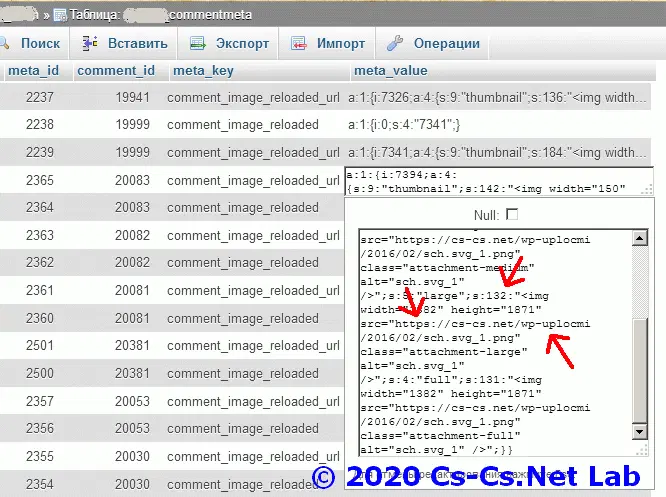 » Таблица: _commentmeta
Поиск Вставить Экспорт Импорт Операции
meta_id comment_id meta_key meta_value
2237 19941 comment_image_reloaded_url a:1:{i:7326;a:4:{s:9:"thumbnail";s:136:"<img width...
2238 19999 comment_image_reloaded a:1:{i:0;s:4:"7341";}
2239 19999 comment_image_reloaded_url a:1:{i:7341;a:4:{s:9:"thumbnail";s:184:"<img width...
2365 20083 comment_image_reloaded_url a:1:{i:7394;a:4:
{s:9:"thumbnail";s:142:"<img width="150"
2364 20083 comment_image_reloaded
2363 20082 comment_image_reloaded_url
2362 20082 comment_image_reloaded
2361 20081 comment_image_reloaded_url
2360 20081 comment_image_reloaded
2501 20381 comment_image_reloaded_url
2500 20381 comment_image_reloaded
2357 20053 comment_image_reloaded_url
2356 20053 comment_image_reloaded
2355 20030 comment_image_reloaded_url
2354 20030 comment_image_reloaded
Null:
src="https://cs-cs.net/wp-uplocmi
/2016/02/sch.svg_1.png"
class="attachment-medium"
alt="sch.svg_1"
/>";s:5:"large";s:132:"<img
width="1382" height="1871"
src="https://cs-cs.net/wp-uplocmi
/2016/02/sch.svg_1.png"
class="attachment-large"
alt="sch.svg_1"
/>";s:4:"full";s:131:"<img
width="1382" height="1871"
src="https://cs-cs.net/wp-uplocmi
/2016/02/sch.svg_1.png"
class="attachment-full"
alt="sch.svg_1" />";}}
© 2020 Cs-Cs.Net Lab